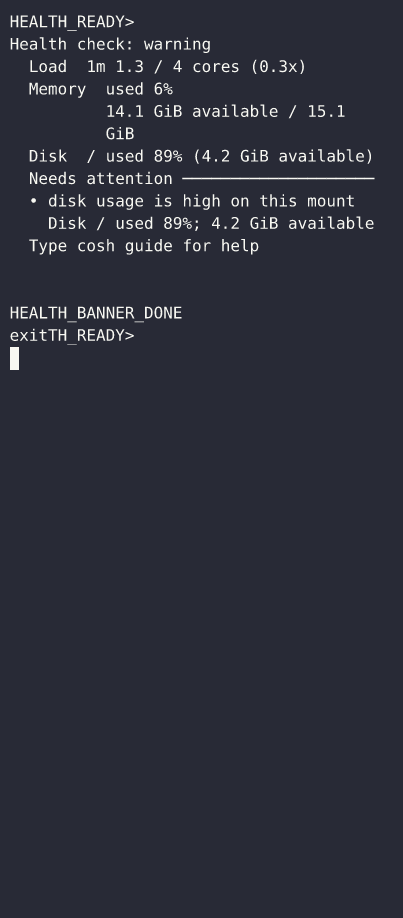 HEALTH_READY>
Health check: warning
Load 1m 1.3 / 4 cores (0.3x)
Memory used 6%
14.1 GiB available / 15.1
GiB
Disk / used 89% (4.2 GiB available)
Needs attention ────────────────────
• disk usage is high on this mount
Disk / used 89%; 4.2 GiB available
Type cosh guide for help
HEALTH_BANNER_DONE
exitTH_READY>